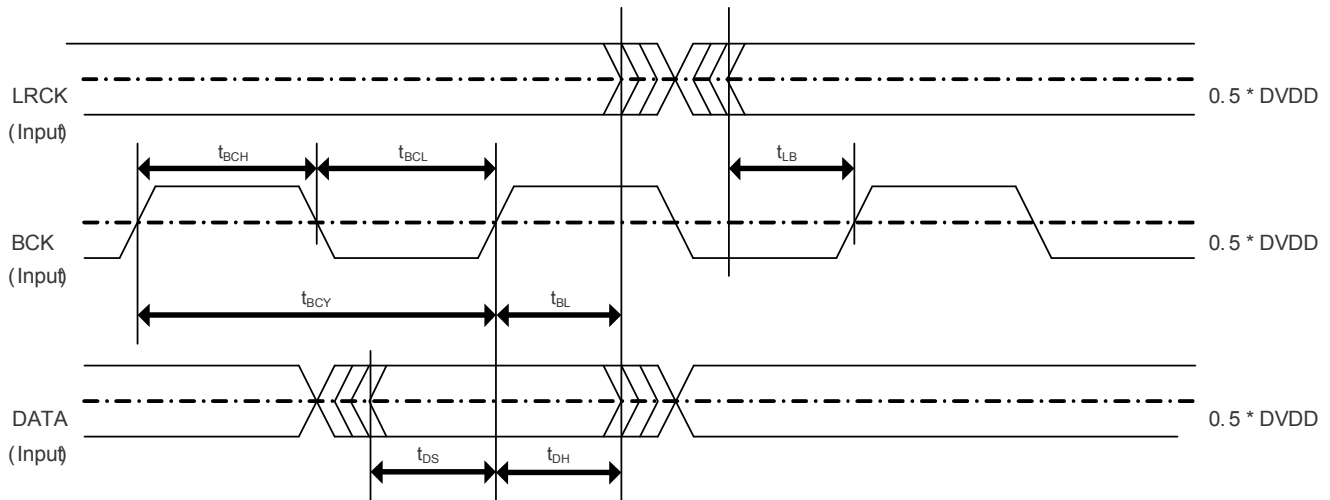 LRCK
(Input)
0.5 * DVDD
tBCH
tBCL
tLB
BCK
(Input)
0.5 * DVDD
tBCY
tBL
DATA
(Input)
0.5 * DVDD
tDS
tDH